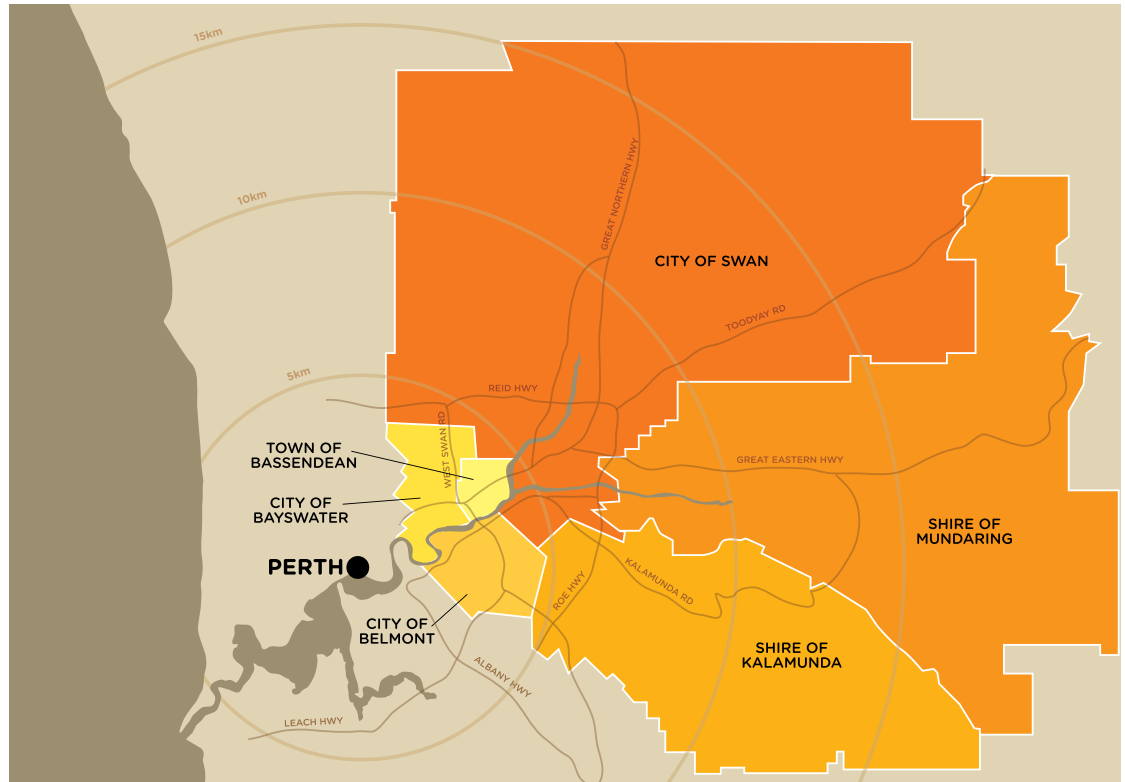 15km
10km
5km
GREAT NORTHERN HWY
CITY OF SWAN
TOODYAY RD
REID HWY
WEST SWAN RD
TOWN OF
BASSENDEAN
GREAT EASTERN HWY
CITY OF
BAYSWATER
SHIRE OF
MUNDARING
PERTH
KALAMUNDA RD
ROE HWY
CITY OF
BELMONT
SHIRE OF
KALAMUNDA
ALBANY HWY
LEACH HWY